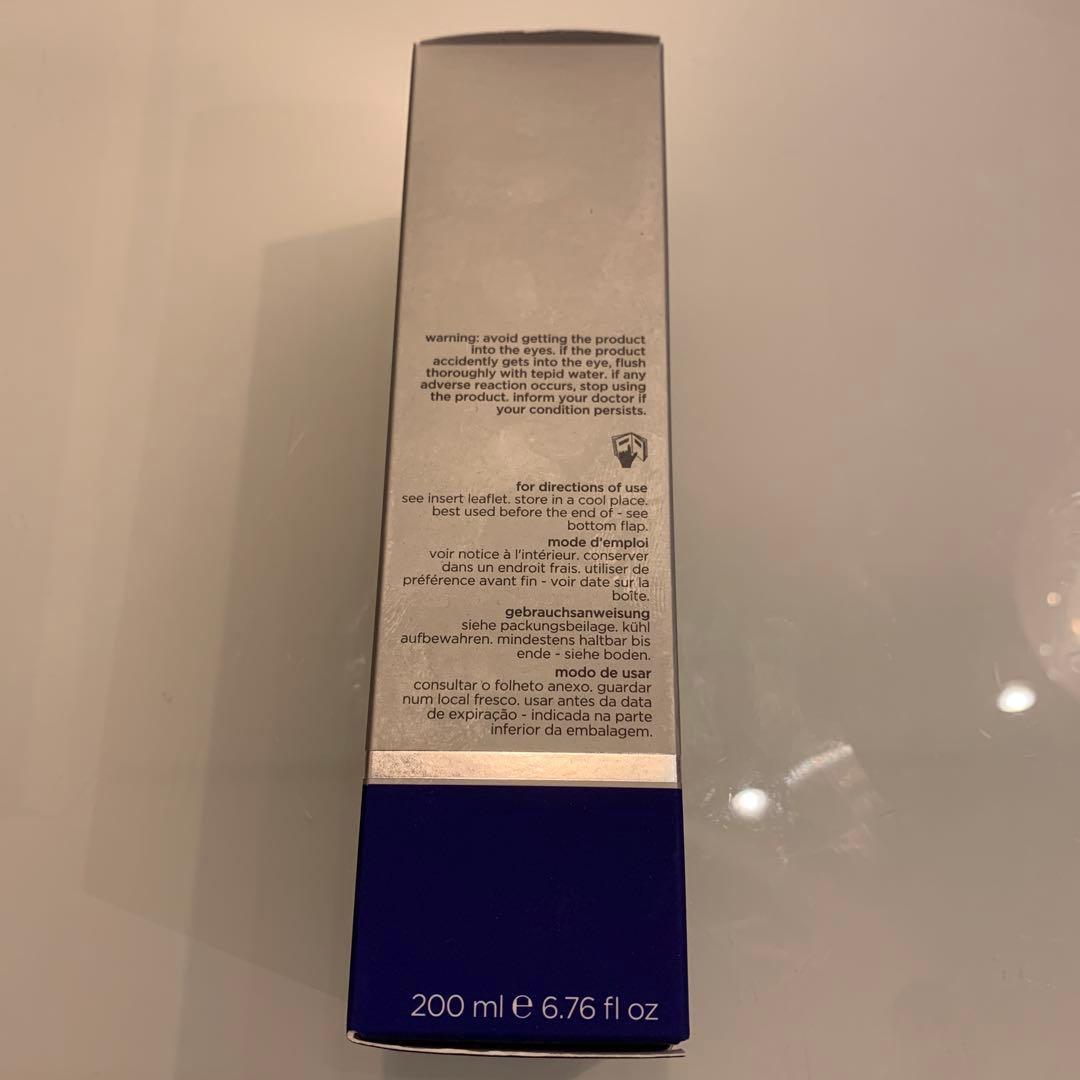 warning: avoid getting the product
into the eyes. if the product
accidently gets into the eye, flush
thoroughly with tepid water. if any
adverse reaction occurs, stop using
the product. inform your doctor if
your condition persists.
for directions of use
see insert leaflet. store in a cool place.
best used before the end of - see
bottom flap.
mode d'emploi
voir notice à l'intérieur. conserver
dans un endroit frais. utiliser de
préférence avant fin - voir date sur la
boîte.
gebrauchsanweisung
siehe packungsbeilage. kühl
aufbewahren. mindestens haltbar bis
ende - siehe boden.
modo de usar
consultar o folheto anexo. guardar
num local fresco. usar antes da data
de expiração - indicada na parte
inferior da embalagem.
200 ml ℮ 6.76 fl oz